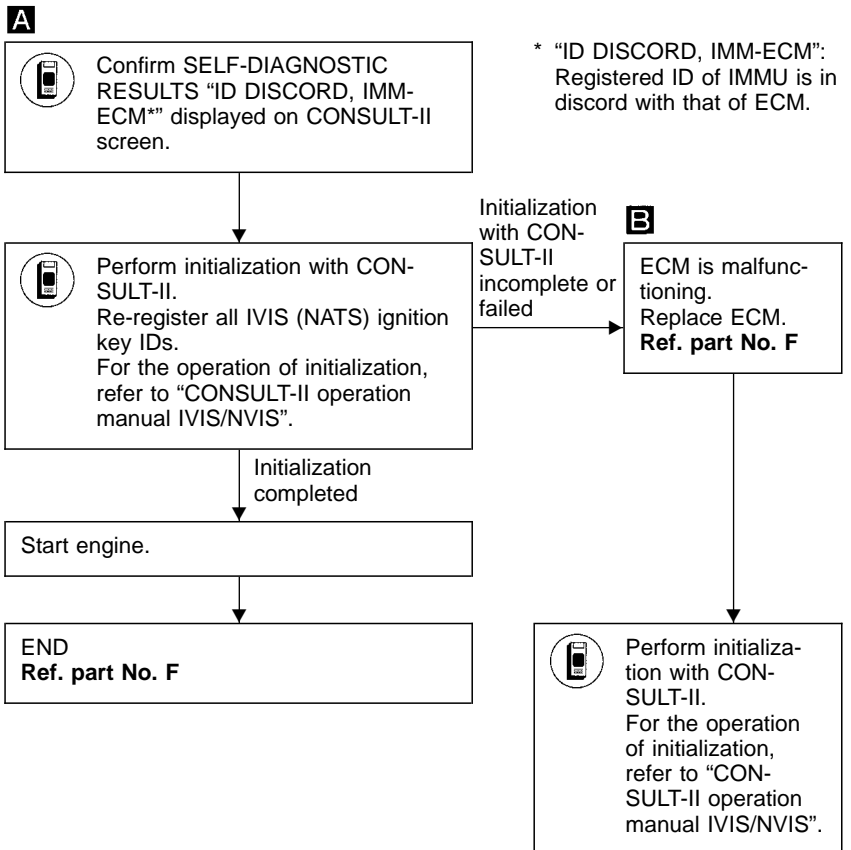 A
Confirm SELF-DIAGNOSTIC
RESULTS “ID DISCORD, IMM-
ECM*” displayed on CONSULT-II
screen.
* “ID DISCORD, IMM-ECM”:
Registered ID of IMMU is in
discord with that of ECM.
Perform initialization with CON-
SULT-II.
Re-register all IVIS (NATS) ignition
key IDs.
For the operation of initialization,
refer to “CONSULT-II operation
manual IVIS/NVIS”.
Initialization
with CON-
SULT-II
incomplete or
failed
B
ECM is malfunc-
tioning.
Replace ECM.
Ref. part No. F
Initialization
completed
Start engine.
END
Ref. part No. F
Perform initializa-
tion with CON-
SULT-II.
For the operation
of initialization,
refer to “CON-
SULT-II operation
manual IVIS/NVIS”.